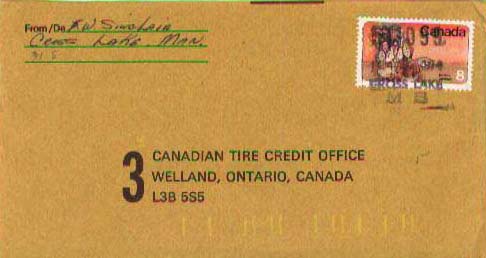 From/De R W Sinclair
Cross Lake, Man.
Canada
8
CROSS LAKE
M B
3 CANADIAN TIRE CREDIT OFFICE
WELLAND, ONTARIO, CANADA
L3B 5S5